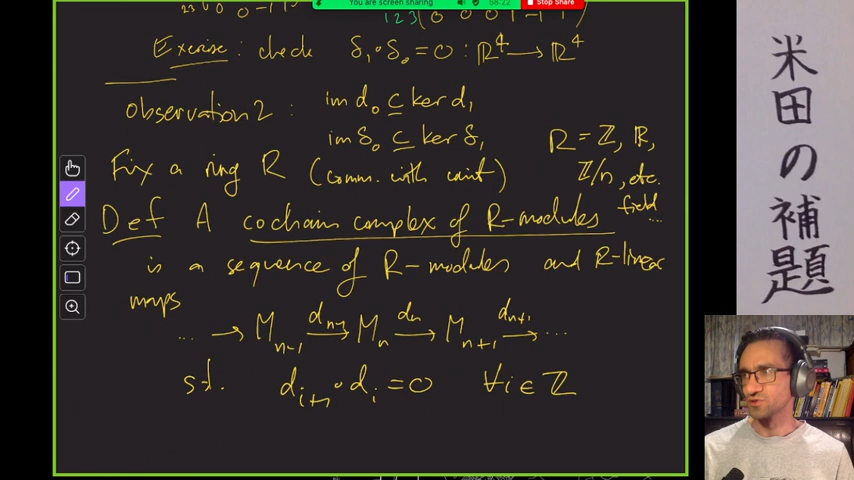 You are screen sharing 58:22 Stop Share
Exercise: check δ₁∘δ₀ = 0 : ℝ⁴ → ℝ⁴
Observation 2: im d₀ ⊆ ker d₁
im δ₀ ⊆ ker δ₁
Fix a ring R (comm. with unit) R = ℤ, ℝ,
ℤ/n, etc.
field ...
Def A cochain complex of R-modules
is a sequence of R-modules and R-linear
maps
... → Mₙ₋₁ dₙ₋₁→ Mₙ dₙ→ Mₙ₊₁ dₙ₊₁→ ...
s.t. dᵢ₊₁∘dᵢ = 0 ∀i ∈ ℤ
米田の補題